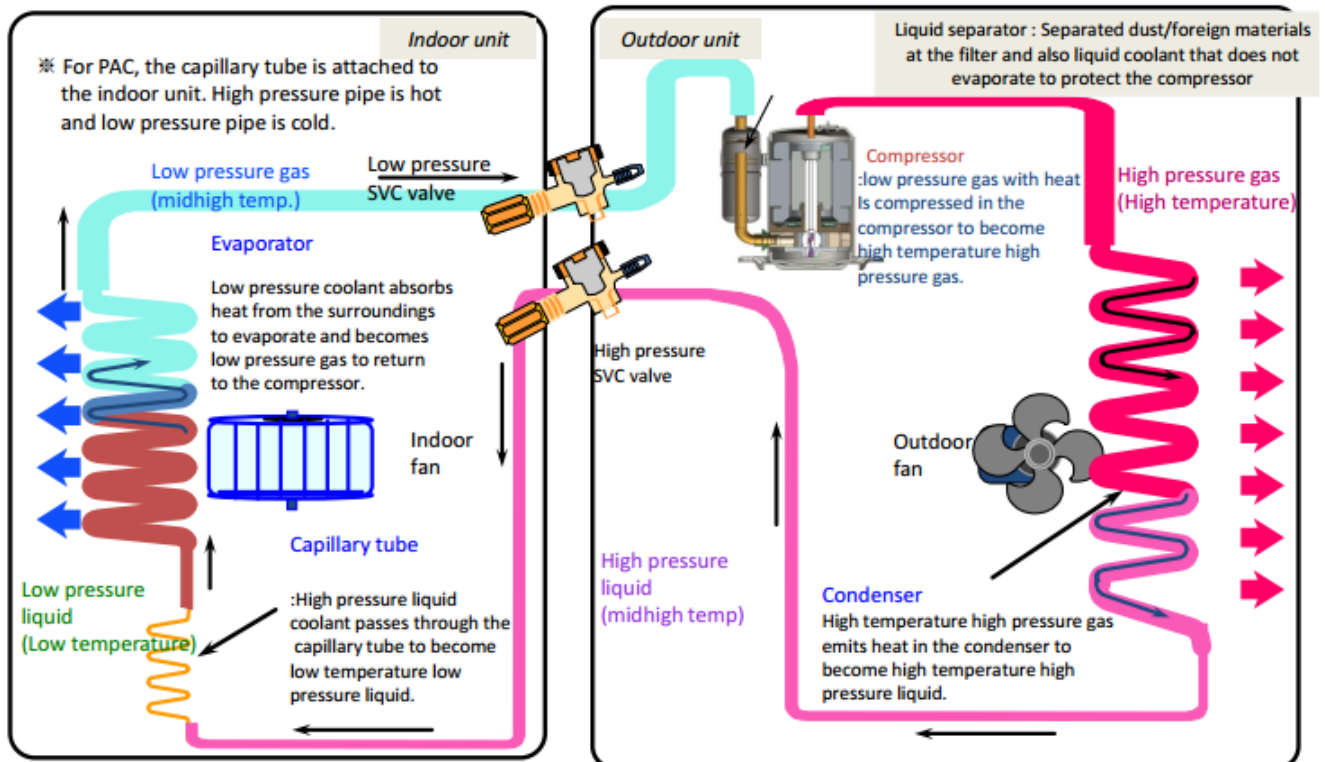 Indoor unit
※ For PAC, the capillary tube is attached to
the indoor unit. High pressure pipe is hot
and low pressure pipe is cold.
Low pressure gas
(midhigh temp.)
Low pressure
SVC valve
Evaporator
Low pressure coolant absorbs
heat from the surroundings
to evaporate and becomes
low pressure gas to return
to the compressor.
Indoor
fan
Capillary tube
:High pressure liquid
coolant passes through the
capillary tube to become
low temperature low
pressure liquid.
Low pressure
liquid
(Low temperature)
Outdoor unit
Liquid separator : Separated dust/foreign materials
at the filter and also liquid coolant that does not
evaporate to protect the compressor
Compressor
:low pressure gas with heat
Is compressed in the
compressor to become
high temperature high
pressure gas.
High pressure gas
(High temperature)
High pressure
SVC valve
Outdoor
fan
High pressure
liquid
(midhigh temp)
Condenser
High temperature high pressure gas
emits heat in the condenser to
become high temperature high
pressure liquid.